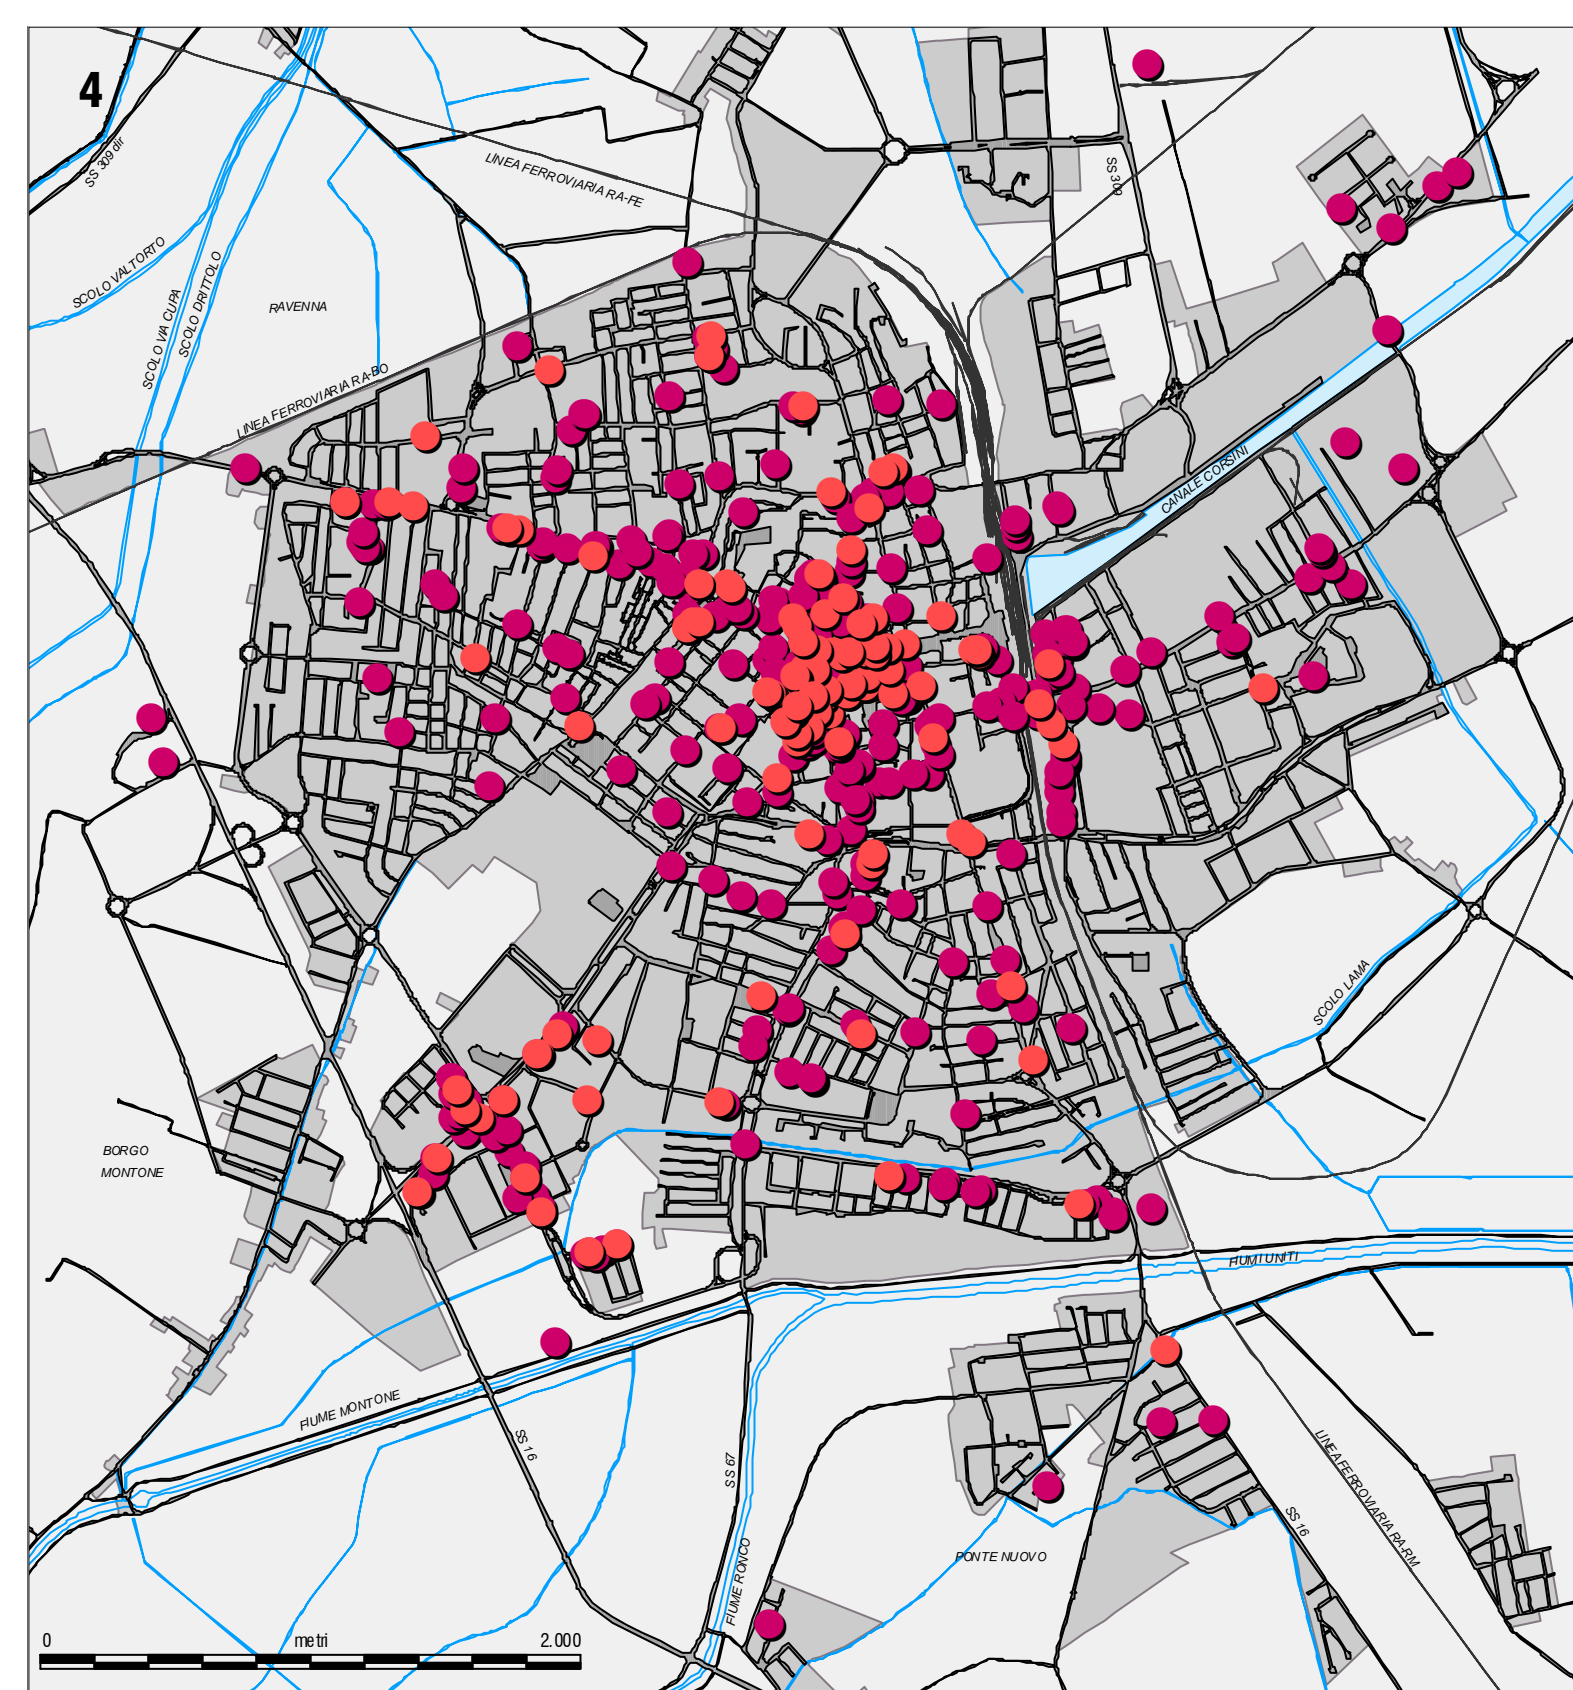 4
SS 309 dir
LINEA FERROVIARIA RA-FE
SS 309
SCOLO VALTORTO
SCOLO VIA CUPA
SCOLO DRITTOLO
RAVENNA
LINEA FERROVIARIA RA-BO
CANALE CORSINI
SCOLO LAMA
BORGO
MONTONE
FIUMI UNITI
FIUME MONTONE
SS 16
SS 67
LINEA FERROVIARIA RA-RM
SS 16
PONTE NUOVO
FIUME RONCO
0 metri 2.000